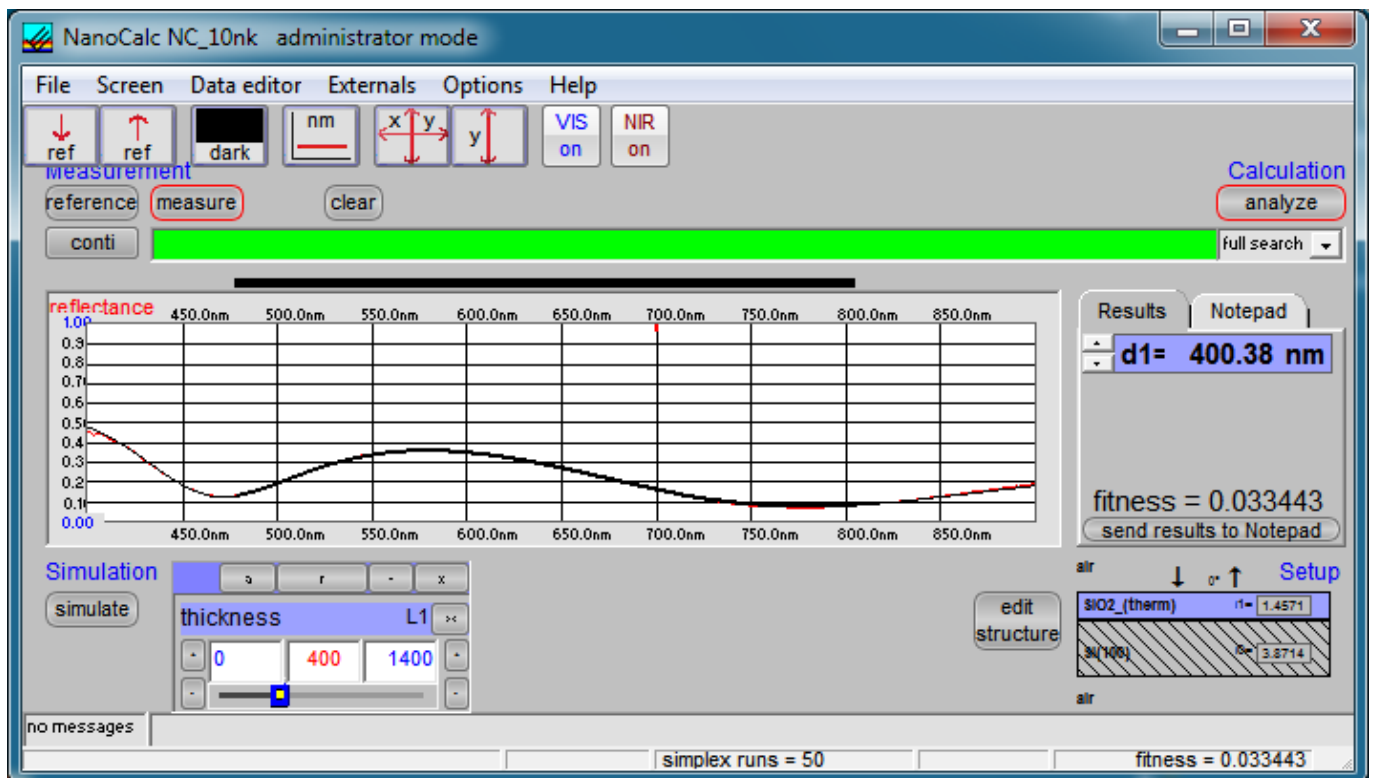 NanoCalc NC_10nk administrator mode
File Screen Data editor Externals Options Help
ref ref dark nm x y y VIS on NIR on
Measurement
Calculation
reference measure clear
analyze
conti
full search
reflectance
450.0nm 500.0nm 550.0nm 600.0nm 650.0nm 700.0nm 750.0nm 800.0nm 850.0nm
1.00
0.9
0.8
0.7
0.6
0.5
0.4
0.3
0.2
0.1
0.00
450.0nm 500.0nm 550.0nm 600.0nm 650.0nm 700.0nm 750.0nm 800.0nm 850.0nm
Results Notepad
d1= 400.38 nm
fitness = 0.033443
send results to Notepad
Simulation
a r - x
simulate
thickness L1
0 400 1400
edit
structure
air
0° Setup
SIO2_(therm) 1.4571
SI(100) 3.8714
air
no messages
simplex runs = 50
fitness = 0.033443